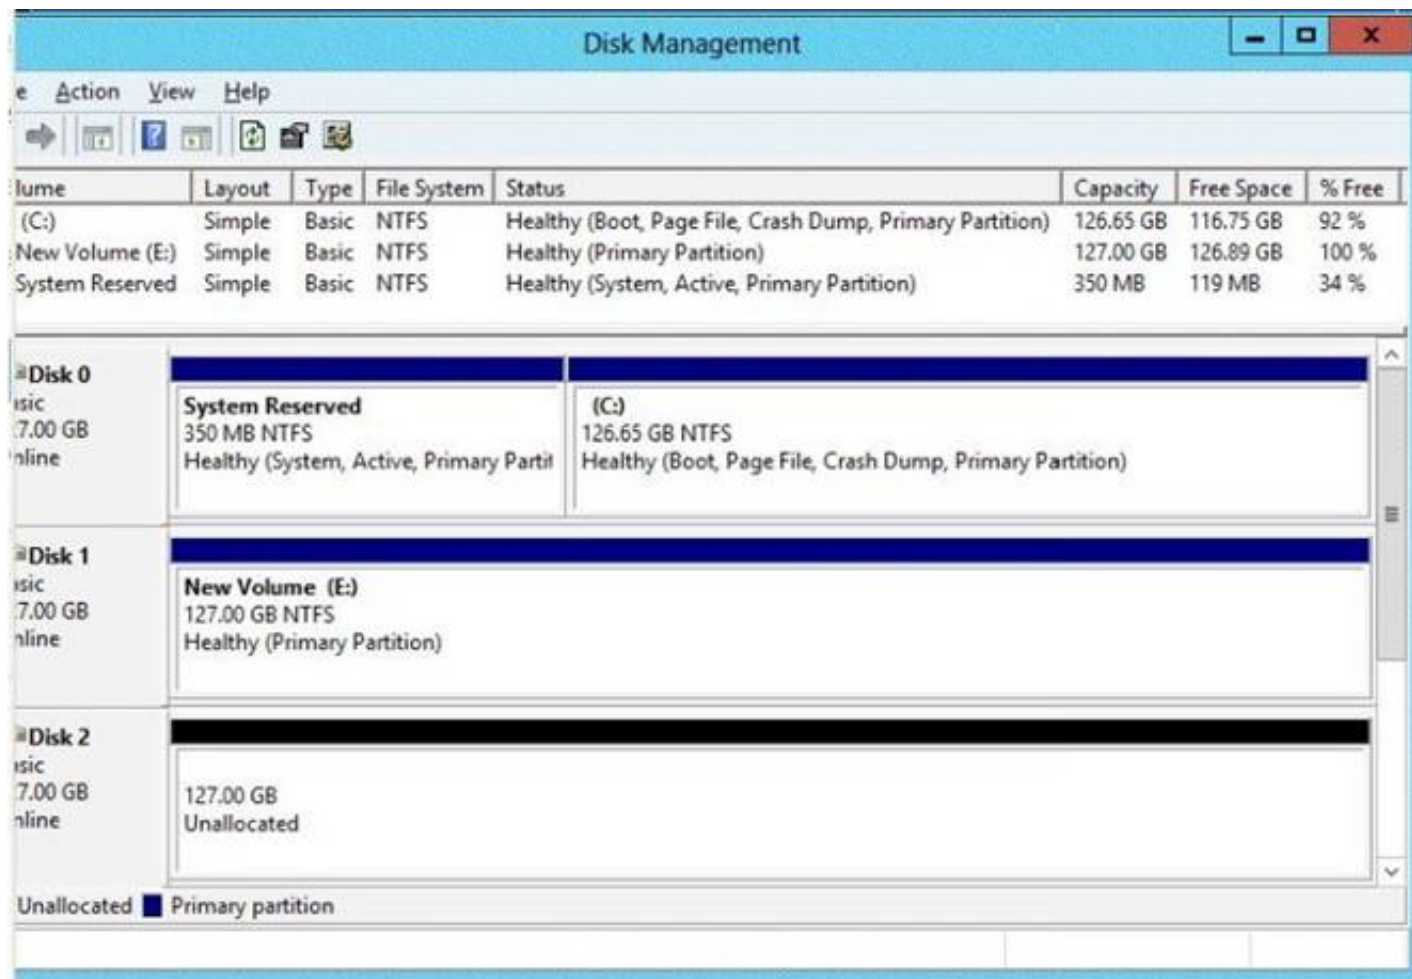 Disk Management
e Action View Help
lume Layout Type File System Status Capacity Free Space % Free
(C:) Simple Basic NTFS Healthy (Boot, Page File, Crash Dump, Primary Partition) 126.65 GB 116.75 GB 92 %
New Volume (E:) Simple Basic NTFS Healthy (Primary Partition) 127.00 GB 126.89 GB 100 %
System Reserved Simple Basic NTFS Healthy (System, Active, Primary Partition) 350 MB 119 MB 34 %
Disk 0
asic
7.00 GB
nline
System Reserved
350 MB NTFS
Healthy (System, Active, Primary Partit
(C:)
126.65 GB NTFS
Healthy (Boot, Page File, Crash Dump, Primary Partition)
Disk 1
asic
7.00 GB
nline
New Volume (E:)
127.00 GB NTFS
Healthy (Primary Partition)
Disk 2
asic
7.00 GB
nline
127.00 GB
Unallocated
Unallocated Primary partition